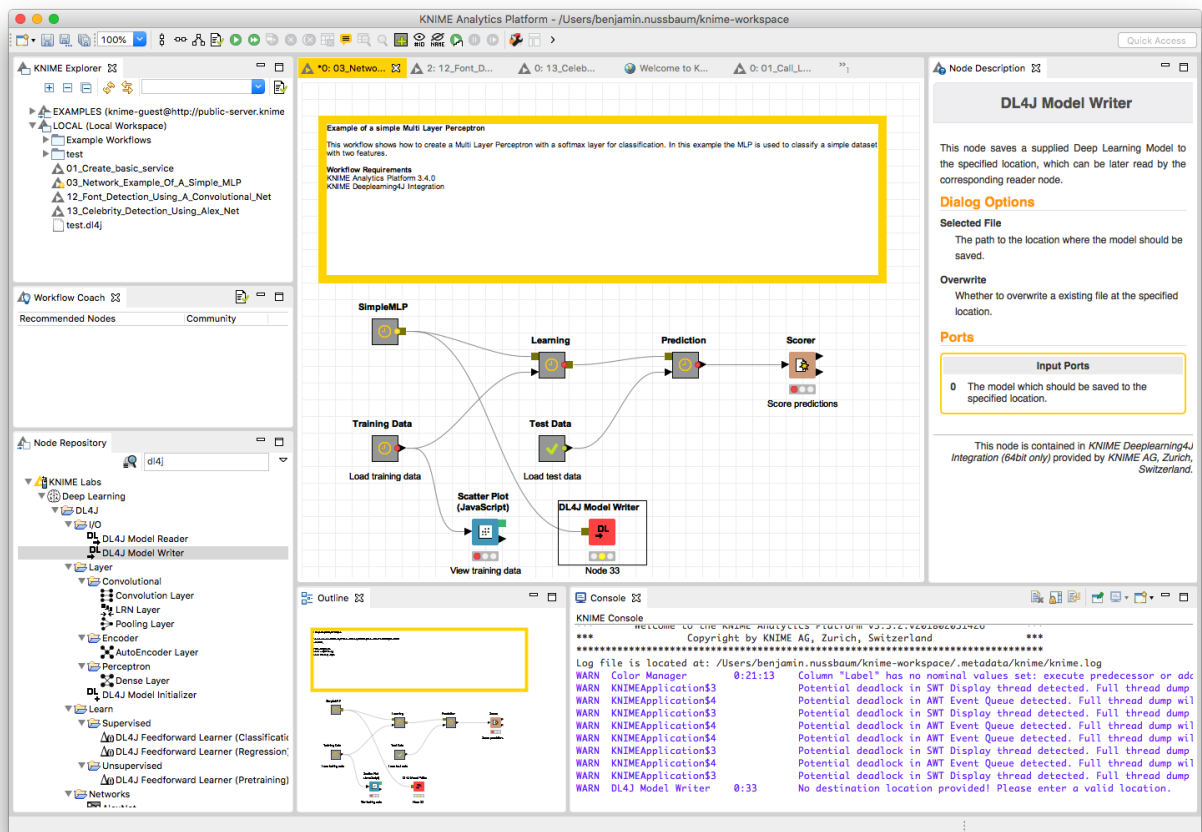 KNIME Analytics Platform - /Users/benjamin.nussbaum/knime-workspace
100%
Quick Access
KNIME Explorer
EXAMPLES (knime-guest@http://public-server.knime
LOCAL (Local Workspace)
Example Workflows
test
01_Create_basic_service
03_Network_Example_Of_A_Simple_MLP
12_Font_Detection_Using_A_Convolutional_Net
13_Celebrity_Detection_Using_Alex_Net
test.dl4j
Workflow Coach
Recommended Nodes Community
Node Repository
dl4j
KNIME Labs
Deep Learning
DL4J
I/O
DL4J Model Reader
DL4J Model Writer
Layer
Convolutional
Convolution Layer
LRN Layer
Pooling Layer
Encoder
AutoEncoder Layer
Perceptron
Dense Layer
DL4J Model Initializer
Learn
Supervised
DL4J Feedforward Learner (Classificatio
DL4J Feedforward Learner (Regression)
Unsupervised
DL4J Feedforward Learner (Pretraining)
Networks
*0: 03_Netwo... 2: 12_Font_D... 0: 13_Celeb... Welcome to K... 0: 01_Call_L... »1
Example of a simple Multi Layer Perceptron
This workflow shows how to create a Multi Layer Perceptron with a softmax layer for classification. In this example the MLP is used to classify a simple dataset
with two features.
Workflow Requirements
KNIME Analytics Platform 3.4.0
KNIME Deeplearning4J Integration
SimpleMLP
Learning
Prediction
Scorer
Score predictions
Training Data
Load training data
Test Data
Load test data
Scatter Plot
(JavaScript)
View training data
DL4J Model Writer
DL
Node 33
Outline
Console
KNIME Console
*** Welcome to the KNIME Analytics Platform v3.5.2.v201802051426 ***
*** Copyright by KNIME AG, Zurich, Switzerland ***
Log file is located at: /Users/benjamin.nussbaum/knime-workspace/.metadata/knime/knime.log
WARN Color Manager 0:21:13 Column "Label" has no nominal values set: execute predecessor or add
WARN KNIMEApplication$3 Potential deadlock in SWT Display thread detected. Full thread dump
WARN KNIMEApplication$4 Potential deadlock in AWT Event Queue detected. Full thread dump wil
WARN KNIMEApplication$3 Potential deadlock in SWT Display thread detected. Full thread dump
WARN KNIMEApplication$4 Potential deadlock in AWT Event Queue detected. Full thread dump wil
WARN KNIMEApplication$4 Potential deadlock in AWT Event Queue detected. Full thread dump wil
WARN KNIMEApplication$3 Potential deadlock in SWT Display thread detected. Full thread dump
WARN KNIMEApplication$4 Potential deadlock in AWT Event Queue detected. Full thread dump wil
WARN KNIMEApplication$3 Potential deadlock in SWT Display thread detected. Full thread dump
WARN DL4J Model Writer 0:33 No destination location provided! Please enter a valid location.
Node Description
DL4J Model Writer
This node saves a supplied Deep Learning Model to
the specified location, which can be later read by the
corresponding reader node.
Dialog Options
Selected File
The path to the location where the model should be
saved.
Overwrite
Whether to overwrite a existing file at the specified
location.
Ports
Input Ports
0 The model which should be saved to the
specified location.
This node is contained in KNIME Deeplearning4J
Integration (64bit only) provided by KNIME AG, Zurich,
Switzerland.